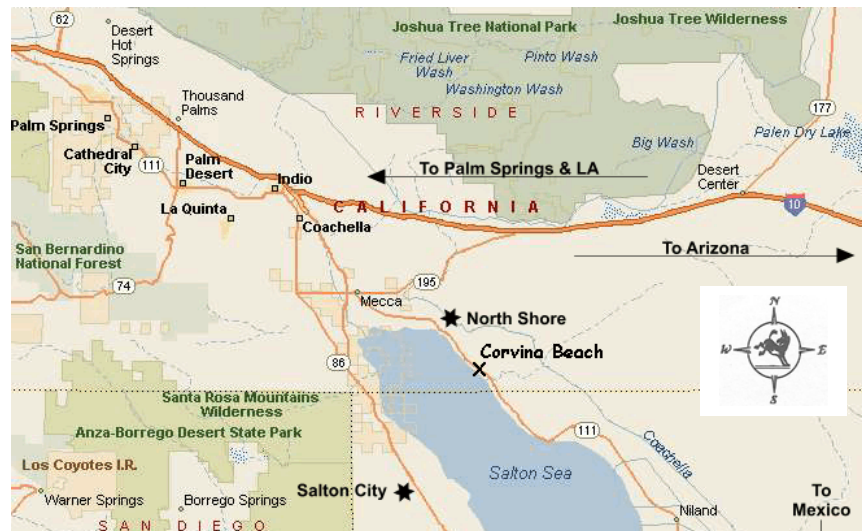 62
Desert
Hot
Springs
Joshua Tree National Park
Joshua Tree Wilderness
Fried Liver
Wash
Pinto Wash
Washington Wash
Thousand
Palms
RIVERSIDE
177
Palm Springs
Big Wash
Palen Dry Lake
Cathedral
City
111
Palm
Desert
Indio
To Palm Springs & LA
Desert
Center
La Quinta
CALIFORNIA
10
Coachella
San Bernardino
National Forest
To Arizona
74
195
Mecca
North Shore
N
W
E
S
Corvina Beach
86
Santa Rosa Mountains
Wilderness
Anza-Borrego Desert State Park
111
Coachella
Los Coyotes I.R.
Salton Sea
Salton City
To
Mexico
Warner Springs
Borrego Springs
Niland
SAN DIEGO